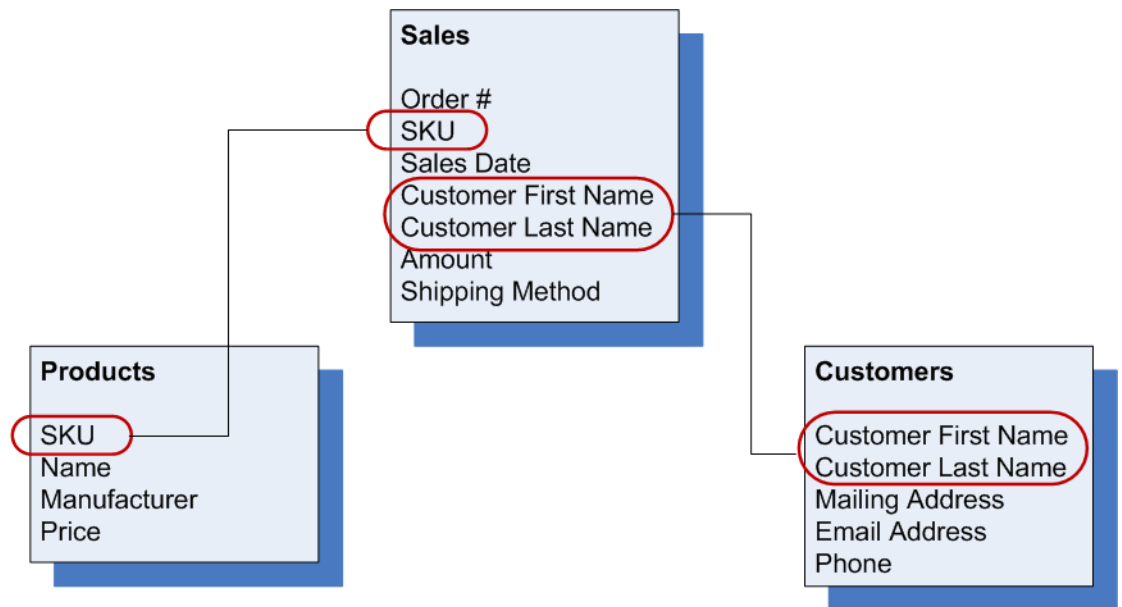 Sales
Order #
SKU
Sales Date
Customer First Name
Customer Last Name
Amount
Shipping Method
Products
SKU
Name
Manufacturer
Price
Customers
Customer First Name
Customer Last Name
Mailing Address
Email Address
Phone